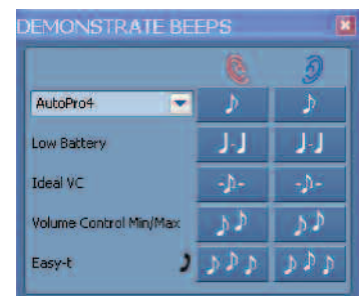 DEMONSTRATE BEEPS
AutoPro4
Low Battery
Ideal VC
Volume Control Min/Max
Easy-t